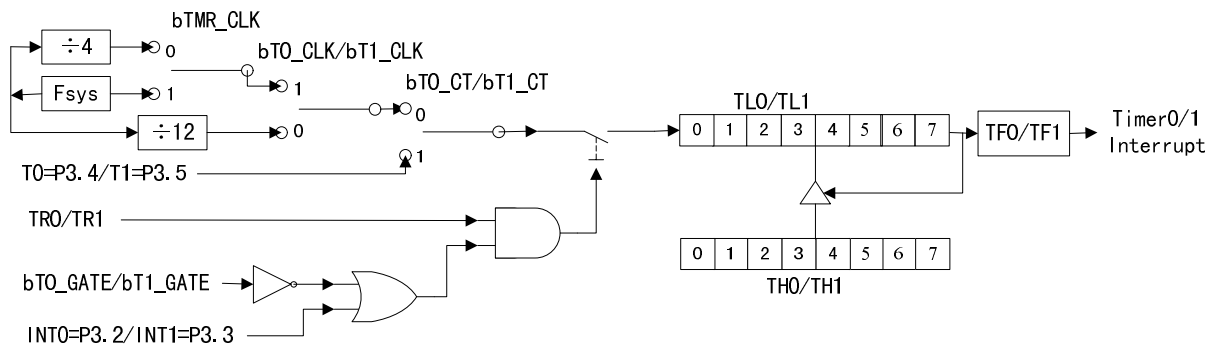 bTMR_CLK
÷4
0
bT0_CLK/bT1_CLK
Fsys
1
1
bT0_CT/bT1_CT
0
÷12
0
TL0/TL1
0 1 2 3 4 5 6 7
TF0/TF1
Timer0/1
Interrupt
1
T0=P3.4/T1=P3.5
TR0/TR1
0 1 2 3 4 5 6 7
TH0/TH1
bT0_GATE/bT1_GATE
INT0=P3.2/INT1=P3.3